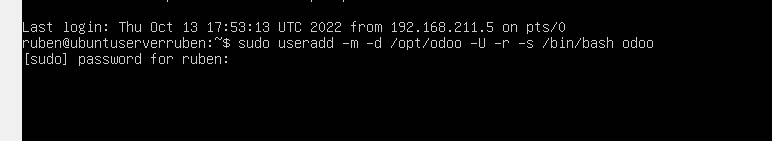 Last login: Thu Oct 13 17:53:13 UTC 2022 from 192.168.211.5 on pts/0
ruben@ubuntuserverruben:~$ sudo useradd -m -d /opt/odoo -U -r -s /bin/bash odoo
[sudo] password for ruben: